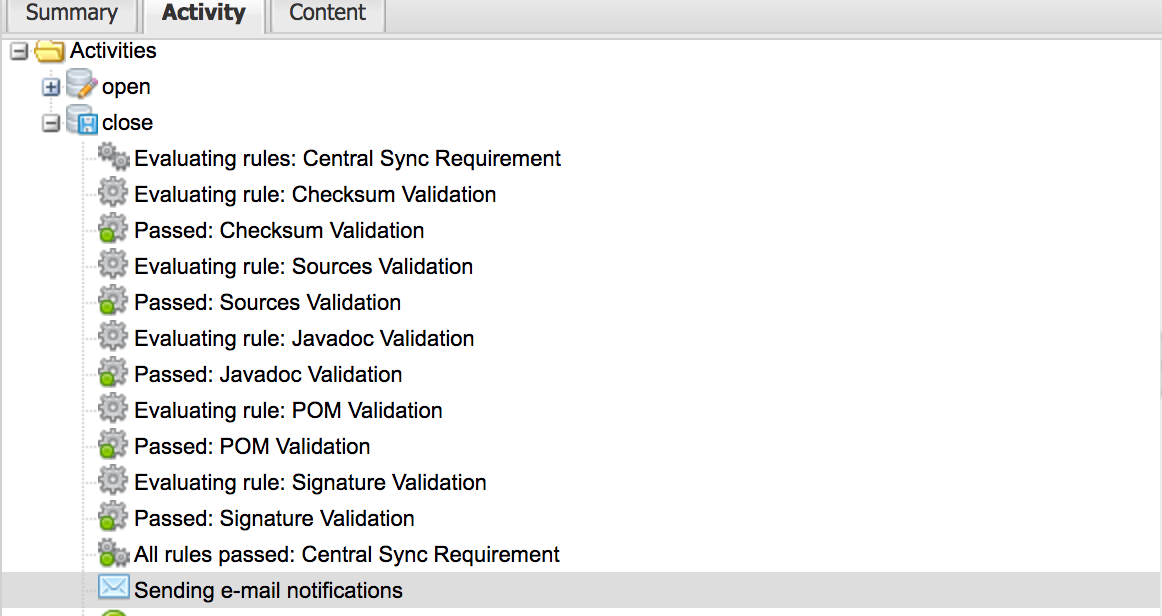 Summary Activity Content
Activities
open
close
Evaluating rules: Central Sync Requirement
Evaluating rule: Checksum Validation
Passed: Checksum Validation
Evaluating rule: Sources Validation
Passed: Sources Validation
Evaluating rule: Javadoc Validation
Passed: Javadoc Validation
Evaluating rule: POM Validation
Passed: POM Validation
Evaluating rule: Signature Validation
Passed: Signature Validation
All rules passed: Central Sync Requirement
Sending e-mail notifications